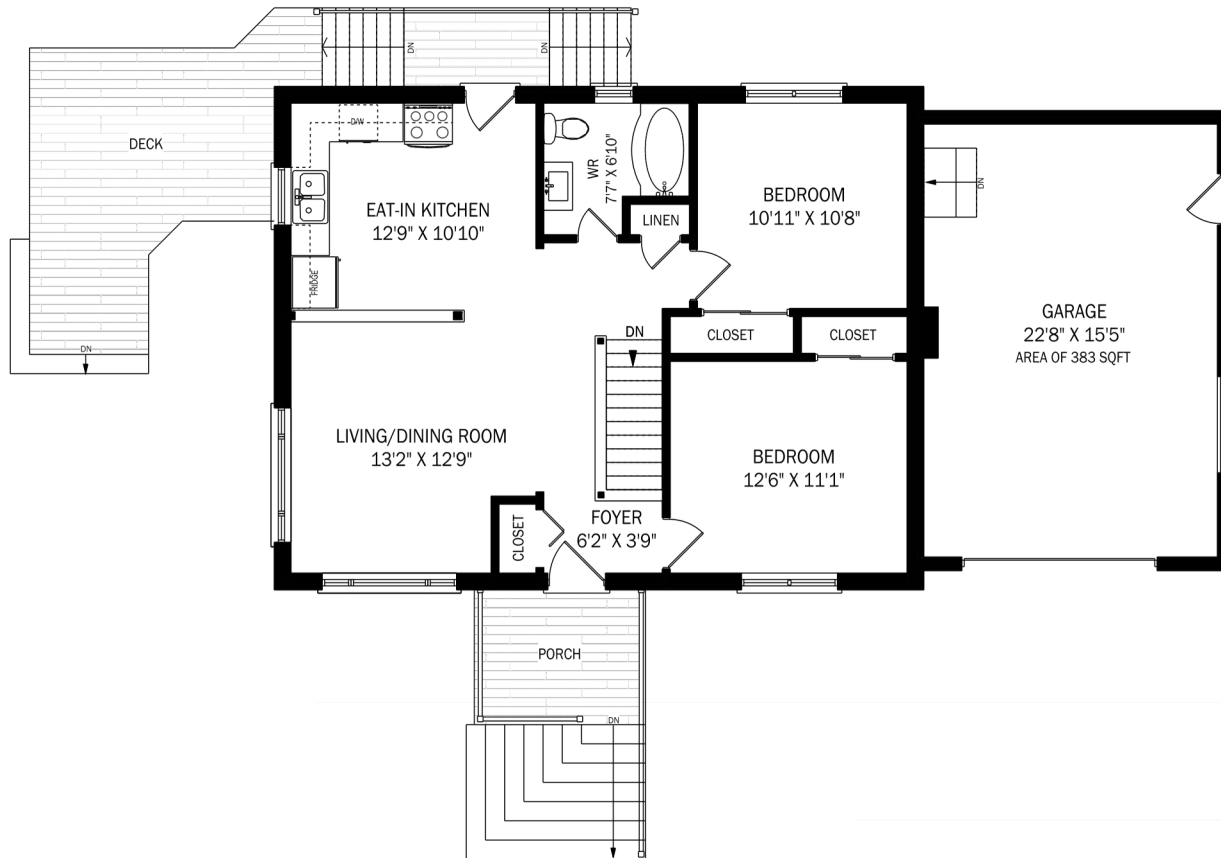 DN
DN
DECK
D/W
WR
7'7" X 6'10"
BEDROOM
10'11" X 10'8"
DN
EAT-IN KITCHEN
12'9" X 10'10"
LINEN
FRIDGE
DN
CLOSET
CLOSET
GARAGE
22'8" X 15'5"
AREA OF 383 SQFT
DN
LIVING/DINING ROOM
13'2" X 12'9"
BEDROOM
12'6" X 11'1"
CLOSET
FOYER
6'2" X 3'9"
PORCH
DN